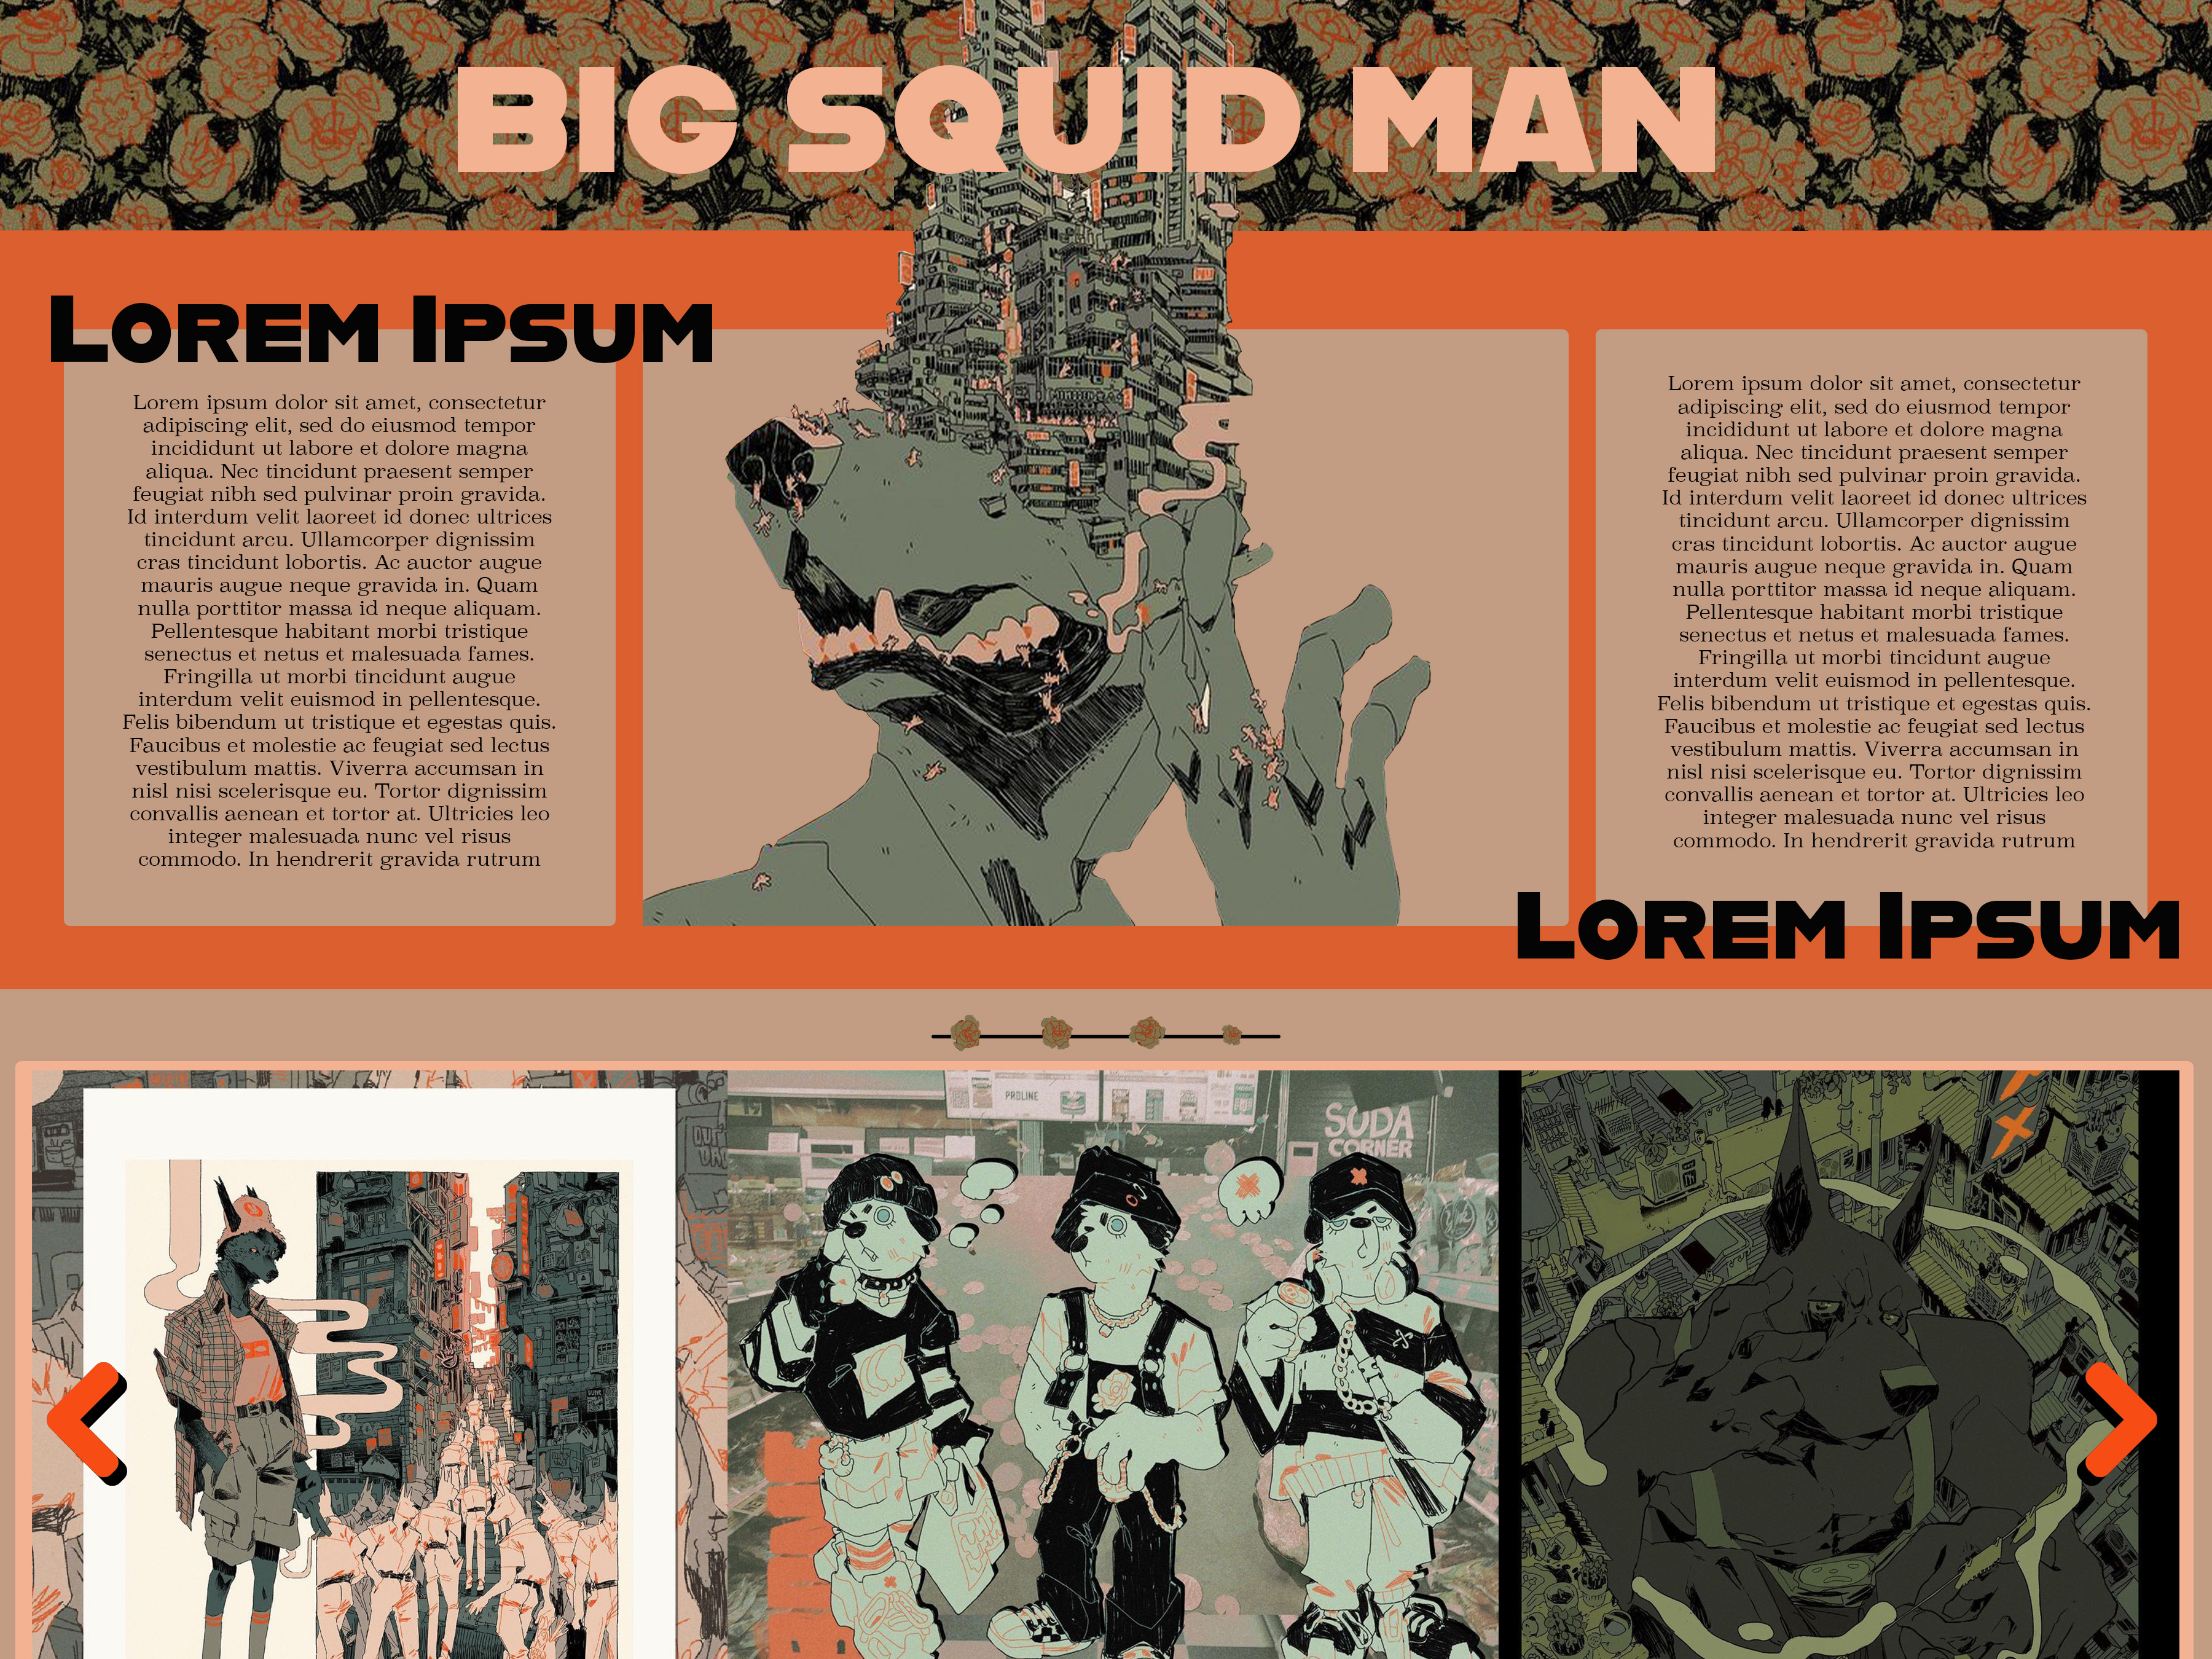 BIG SQUID MAN
LOREM IPSUM
Lorem ipsum dolor sit amet, consectetur
adipiscing elit, sed do eiusmod tempor
incididunt ut labore et dolore magna
aliqua. Nec tincidunt praesent semper
feugiat nibh sed pulvinar proin gravida.
Id interdum velit laoreet id donec ultrices
tincidunt arcu. Ullamcorper dignissim
cras tincidunt lobortis. Ac auctor augue
mauris augue neque gravida in. Quam
nulla porttitor massa id neque aliquam.
Pellentesque habitant morbi tristique
senectus et netus et malesuada fames.
Fringilla ut morbi tincidunt augue
interdum velit euismod in pellentesque.
Felis bibendum ut tristique et egestas quis.
Faucibus et molestie ac feugiat sed lectus
vestibulum mattis. Viverra accumsan in
nisl nisi scelerisque eu. Tortor dignissim
convallis aenean et tortor at. Ultricies leo
integer malesuada nunc vel risus
commodo. In hendrerit gravida rutrum
Lorem ipsum dolor sit amet, consectetur
adipiscing elit, sed do eiusmod tempor
incididunt ut labore et dolore magna
aliqua. Nec tincidunt praesent semper
feugiat nibh sed pulvinar proin gravida.
Id interdum velit laoreet id donec ultrices
tincidunt arcu. Ullamcorper dignissim
cras tincidunt lobortis. Ac auctor augue
mauris augue neque gravida in. Quam
nulla porttitor massa id neque aliquam.
Pellentesque habitant morbi tristique
senectus et netus et malesuada fames.
Fringilla ut morbi tincidunt augue
interdum velit euismod in pellentesque.
Felis bibendum ut tristique et egestas quis.
Faucibus et molestie ac feugiat sed lectus
vestibulum mattis. Viverra accumsan in
nisl nisi scelerisque eu. Tortor dignissim
convallis aenean et tortor at. Ultricies leo
integer malesuada nunc vel risus
commodo. In hendrerit gravida rutrum
LOREM IPSUM
PROLINE
SODA
CORNER